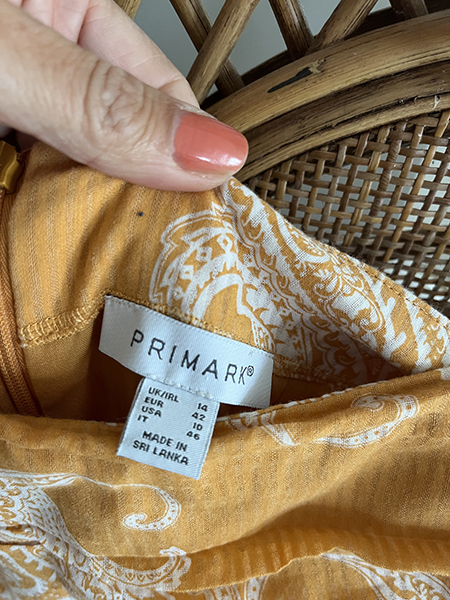 PRIMARK®
UK/IRL 14
EUR 42
USA 10
IT 46
MADE IN
SRI LANKA